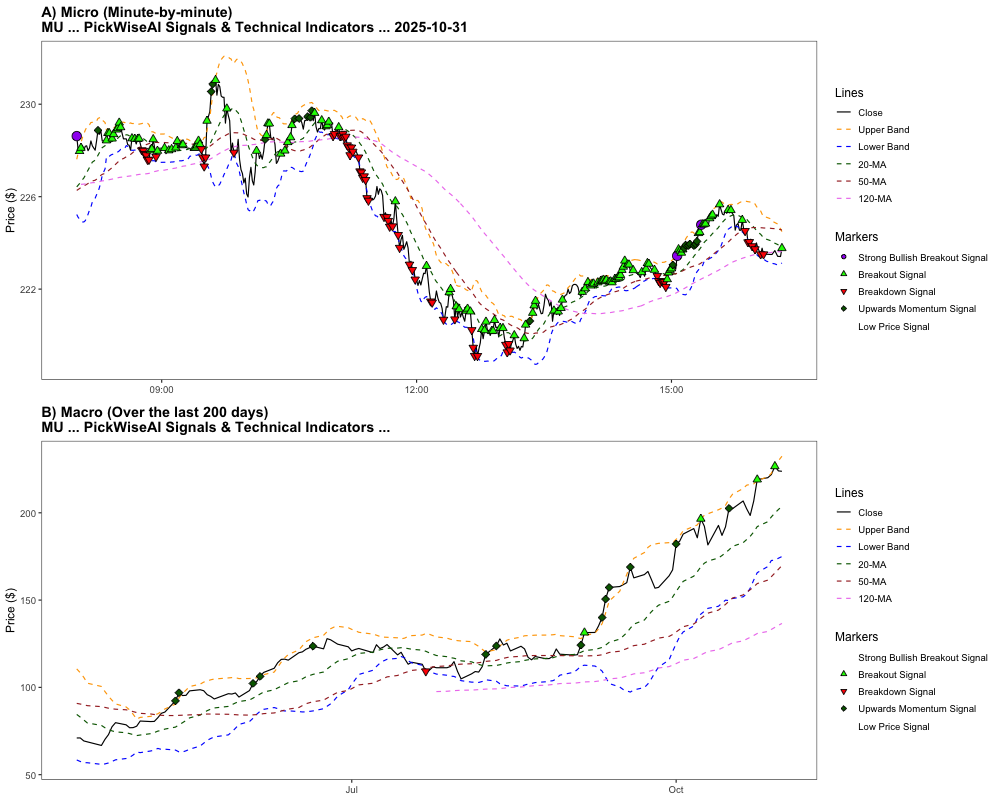 A) Micro (Minute-by-minute)
MU ... PickWiseAI Signals & Technical Indicators ... 2025-10-31
Price ($)
230
226
222
09:00
12:00
15:00
Lines
Close
Upper Band
Lower Band
20-MA
50-MA
120-MA
Markers
Strong Bullish Breakout Signal
Breakout Signal
Breakdown Signal
Upwards Momentum Signal
Low Price Signal
B) Macro (Over the last 200 days)
MU ... PickWiseAI Signals & Technical Indicators ...
Price ($)
200
150
100
50
Jul
Oct
Lines
Close
Upper Band
Lower Band
20-MA
50-MA
120-MA
Markers
Strong Bullish Breakout Signal
Breakout Signal
Breakdown Signal
Upwards Momentum Signal
Low Price Signal